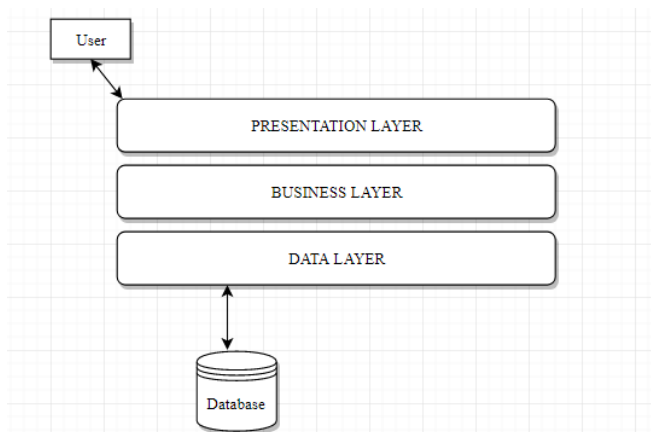 User
PRESENTATION LAYER
BUSINESS LAYER
DATA LAYER
Database